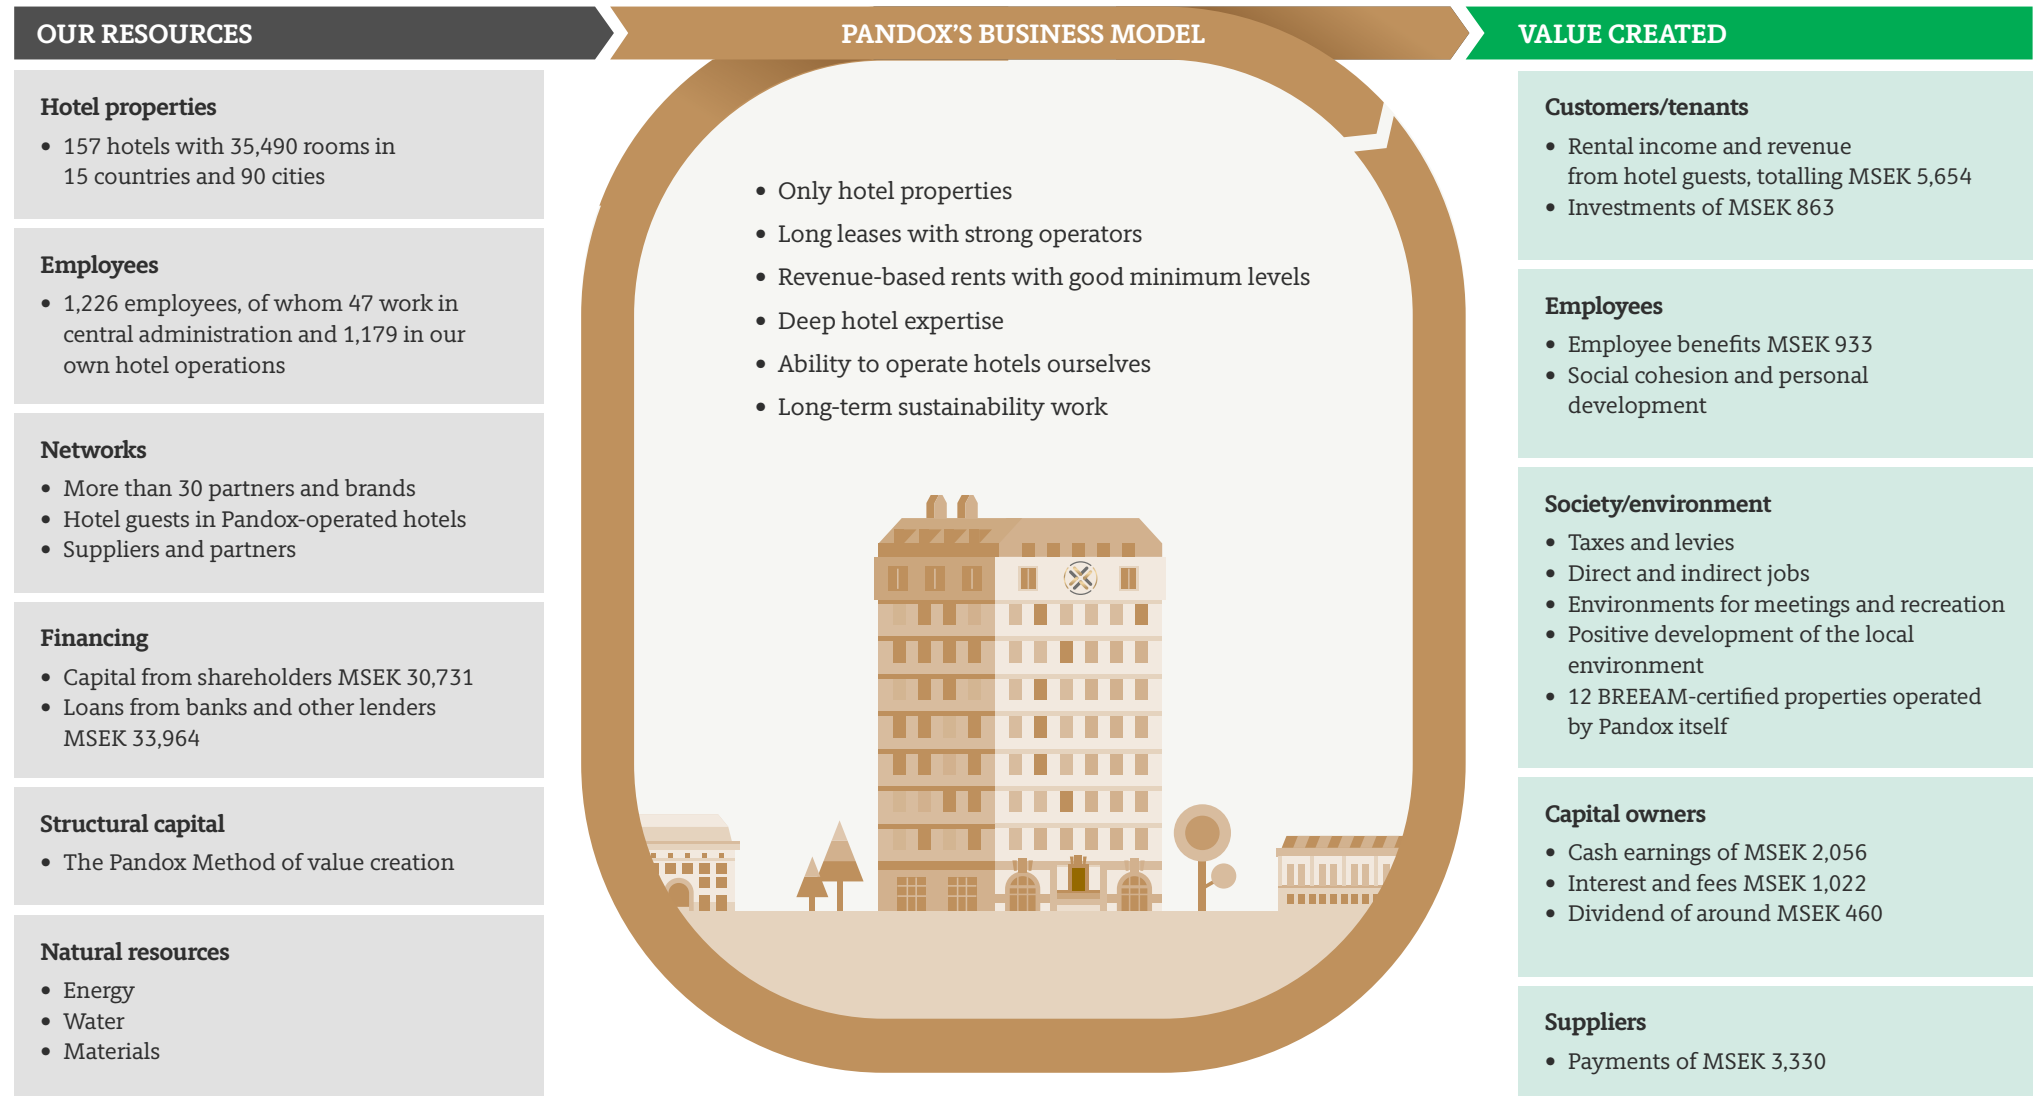 OUR RESOURCES
Hotel properties
• 157 hotels with 35,490 rooms in
15 countries and 90 cities
Employees
• 1,226 employees, of whom 47 work in
central administration and 1,179 in our
own hotel operations
Networks
• More than 30 partners and brands
• Hotel guests in Pandox-operated hotels
• Suppliers and partners
Financing
• Capital from shareholders MSEK 30,731
• Loans from banks and other lenders
MSEK 33,964
Structural capital
• The Pandox Method of value creation
Natural resources
• Energy
• Water
• Materials
PANDOX'S BUSINESS MODEL
• Only hotel properties
• Long leases with strong operators
• Revenue-based rents with good minimum levels
• Deep hotel expertise
• Ability to operate hotels ourselves
• Long-term sustainability work
VALUE CREATED
Customers/tenants
• Rental income and revenue
from hotel guests, totalling MSEK 5,654
• Investments of MSEK 863
Employees
• Employee benefits MSEK 933
• Social cohesion and personal
development
Society/environment
• Taxes and levies
• Direct and indirect jobs
• Environments for meetings and recreation
• Positive development of the local
environment
• 12 BREEAM-certified properties operated
by Pandox itself
Capital owners
• Cash earnings of MSEK 2,056
• Interest and fees MSEK 1,022
• Dividend of around MSEK 460
Suppliers
• Payments of MSEK 3,330